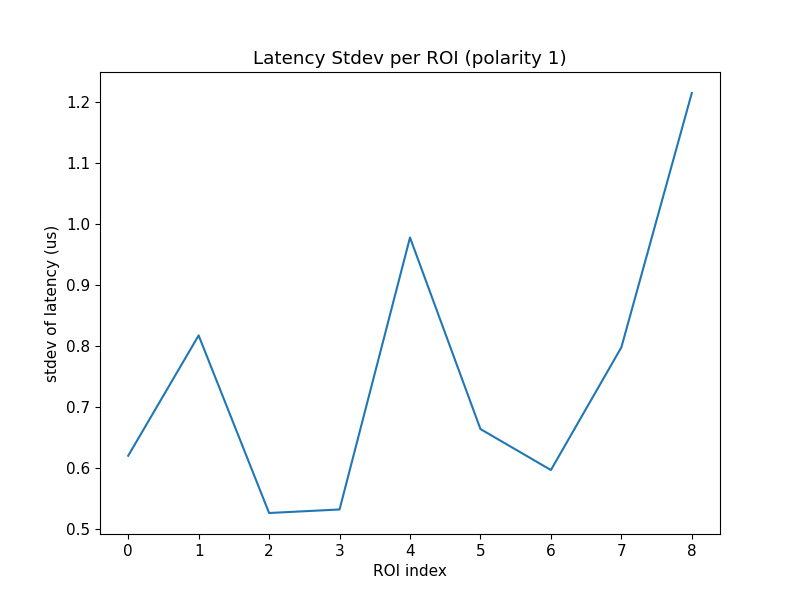 Latency Stdev per ROI (polarity 1)
stdev of latency (us)
1.2
1.1
1.0
0.9
0.8
0.7
0.6
0.5
0 1 2 3 4 5 6 7 8
ROI index